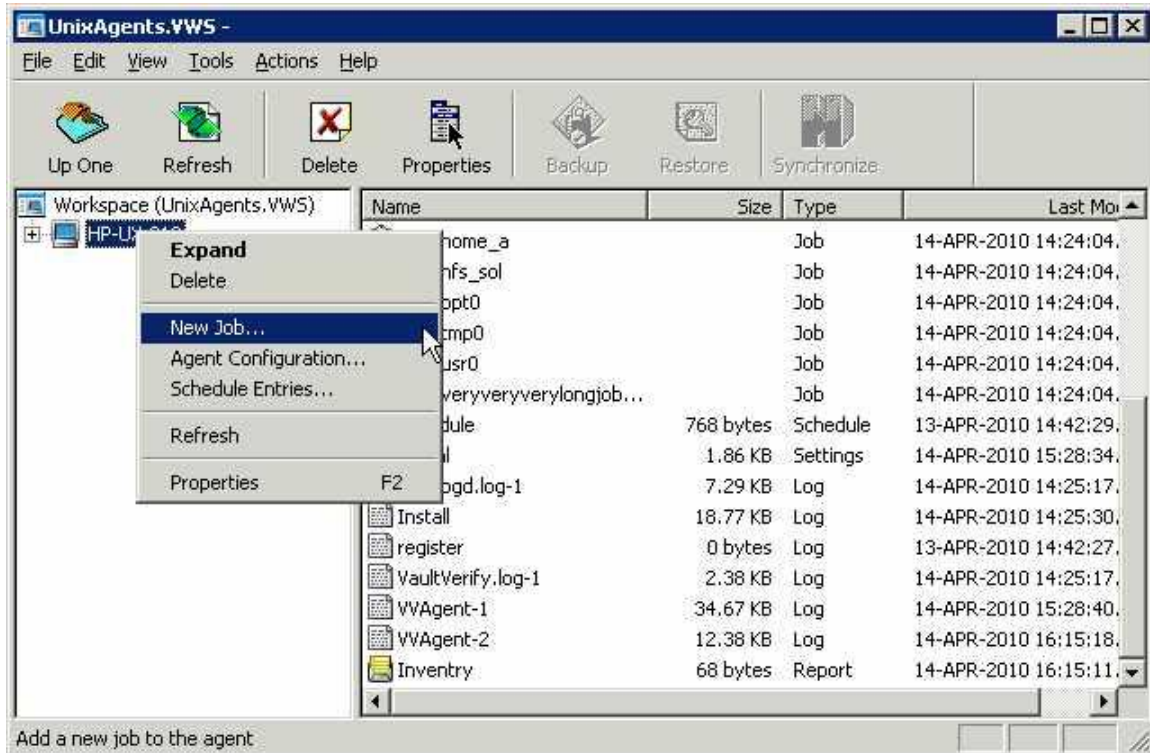 UnixAgents.VWS -
File Edit View Tools Actions Help
Up One Refresh Delete Properties Backup Restore Synchronize
Workspace (UnixAgents.VWS)
Name Size Type Last Mo
HP-U
Expand
Delete
New Job...
Agent Configuration...
Schedule Entries...
Refresh
Properties F2
home_a Job 14-APR-2010 14:24:04.
nfs_sol Job 14-APR-2010 14:24:04.
opt0 Job 14-APR-2010 14:24:04.
tmp0 Job 14-APR-2010 14:24:04.
usr0 Job 14-APR-2010 14:24:04.
veryveryverylongjob... Job 14-APR-2010 14:24:04.
dule 768 bytes Schedule 13-APR-2010 14:42:29.
l 1.86 KB Settings 14-APR-2010 15:28:34.
ogd.log-1 7.29 KB Log 14-APR-2010 14:25:17.
Install 18.77 KB Log 14-APR-2010 14:25:30.
register 0 bytes Log 13-APR-2010 14:42:27.
VaultVerify.log-1 2.38 KB Log 14-APR-2010 14:25:17.
VVAgent-1 34.67 KB Log 14-APR-2010 15:28:40.
VVAgent-2 12.38 KB Log 14-APR-2010 16:15:18.
Inventry 68 bytes Report 14-APR-2010 16:15:11.
Add a new job to the agent